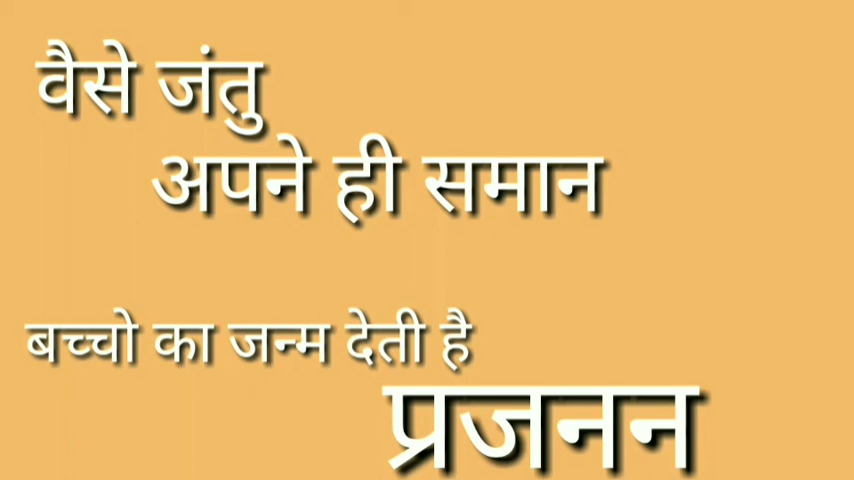 वैसे जंतु
अपने ही समान
बच्चो का जन्म देती है
प्रजनन